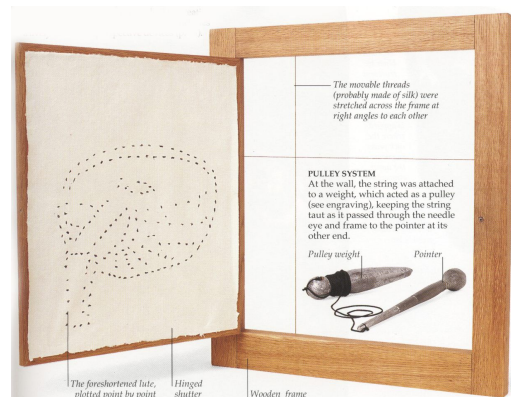 The movable threads
(probably made of silk) were
stretched across the frame at
right angles to each other
PULLEY SYSTEM
At the wall, the string was attached
to a weight, which acted as a pulley
(see engraving), keeping the string
taut as it passed through the needle
eye and frame to the pointer at its
other end.
Pulley weight
Pointer
The foreshortened lute,
plotted point by point
Hinged
shutter
Wooden frame